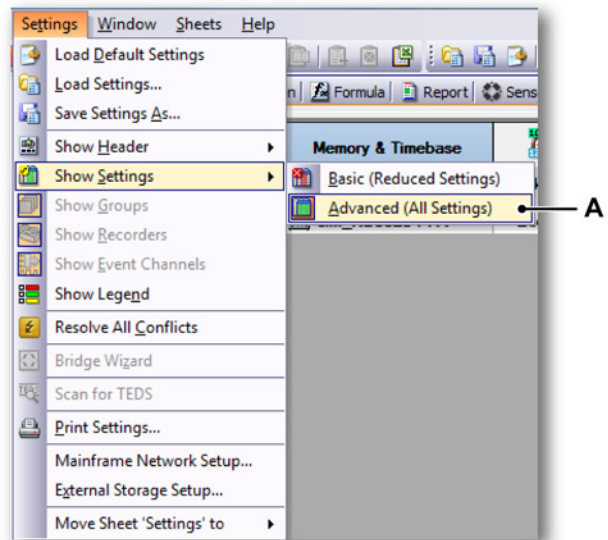 Settings Window Sheets Help
Formula Report Sens
Load Default Settings
Load Settings...
Save Settings As...
Show Header
Memory & Timebase
Show Settings
Basic (Reduced Settings)
Advanced (All Settings)
A
Show Groups
Show Recorders
Show Event Channels
Show Legend
Resolve All Conflicts
Bridge Wizard
Scan for TEDS
Print Settings...
Mainframe Network Setup...
External Storage Setup...
Move Sheet 'Settings' to